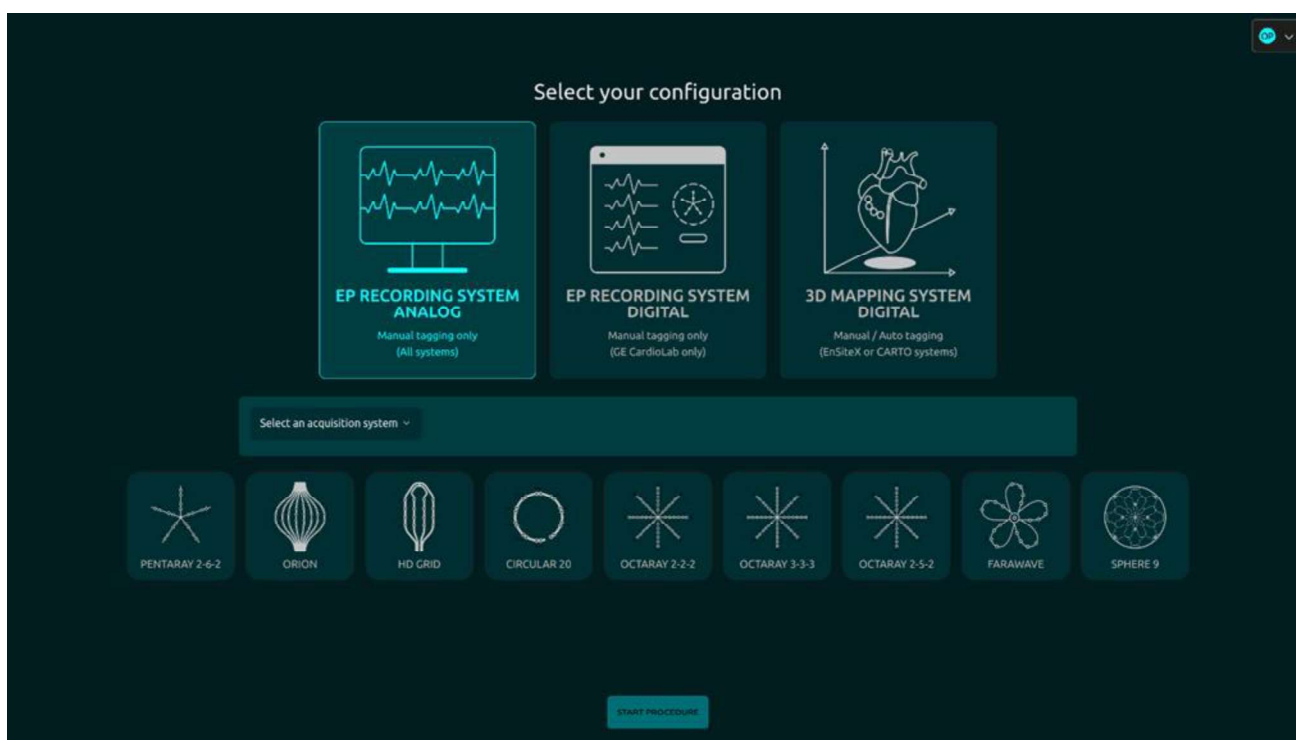 OP
Select your configuration
EP RECORDING SYSTEM
ANALOG
Manual tagging only
(All systems)
EP RECORDING SYSTEM
DIGITAL
Manual tagging only
(GE CardioLab only)
3D MAPPING SYSTEM
DIGITAL
Manual / Auto tagging
(EnSiteX or CARTO systems)
Select an acquisition system
PENTARAY 2-6-2
ORION
HD GRID
CIRCULAR 20
OCTARAY 2-2-2
OCTARAY 3-3-3
OCTARAY 2-5-2
FARAWAVE
SPHERE 9
START PROCEDURE